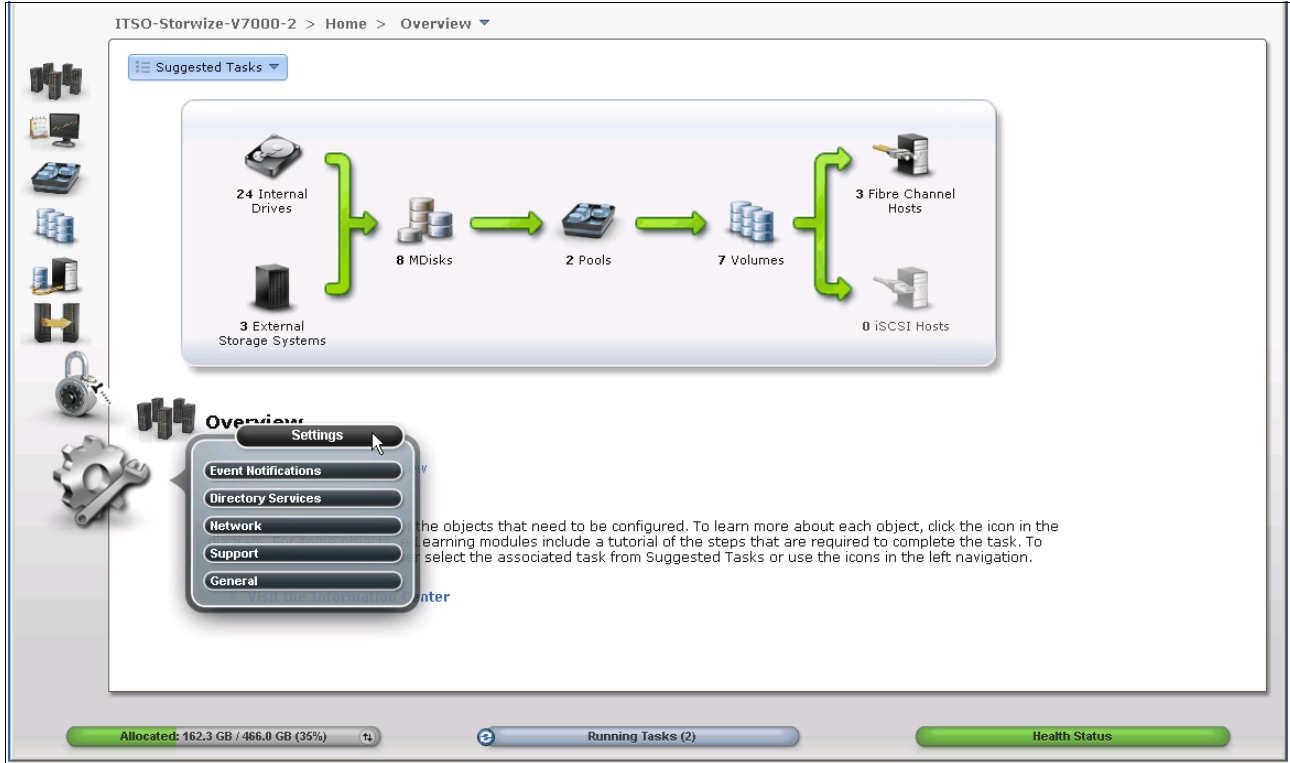 ITSO-Storwize-V7000-2 > Home > Overview
Suggested Tasks
24 Internal
Drives
3 External
Storage Systems
8 MDisks
2 Pools
7 Volumes
3 Fibre Channel
Hosts
0 iSCSI Hosts
Overview
Settings
Event Notifications
Directory Services
Network
Support
General
the objects that need to be configured. To learn more about each object, click the icon in the
Learning modules include a tutorial of the steps that are required to complete the task. To
select the associated task from Suggested Tasks or use the icons in the left navigation.
Visit the Information Center
Allocated: 162.3 GB / 466.0 GB (35%)
Running Tasks (2)
Health Status